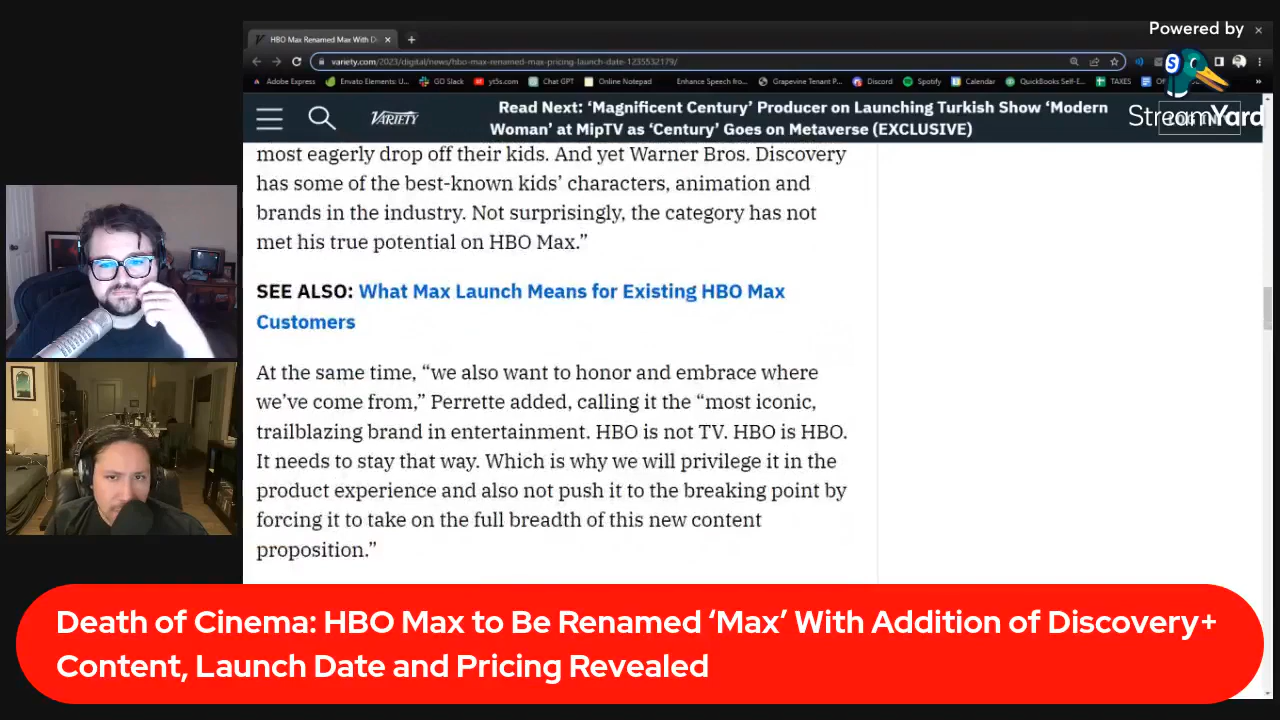 Powered by
HBO Max Renamed Max With Di
variety.com/2023/digital/news/hbo-max-renamed-max-pricing-launch-date-1235532179/
Adobe Express
Envato Elements: U...
GO Slack
yt5s.com
Chat GPT
Online Notepad
Enhance Speech fro...
Grapevine Tenant P...
Discord
Spotify
Calendar
QuickBooks Self-E...
TAXES
Read Next: ‘Magnificent Century’ Producer on Launching Turkish Show ‘Modern
Woman’ at MipTV as ‘Century’ Goes on Metaverse (EXCLUSIVE)
VARIETY
StreamYard
most eagerly drop off their kids. And yet Warner Bros. Discovery
has some of the best-known kids’ characters, animation and
brands in the industry. Not surprisingly, the category has not
met his true potential on HBO Max.”
SEE ALSO: What Max Launch Means for Existing HBO Max
Customers
At the same time, “we also want to honor and embrace where
we’ve come from,” Perrette added, calling it the “most iconic,
trailblazing brand in entertainment. HBO is not TV. HBO is HBO.
It needs to stay that way. Which is why we will privilege it in the
product experience and also not push it to the breaking point by
forcing it to take on the full breadth of this new content
proposition.”
Death of Cinema: HBO Max to Be Renamed ‘Max’ With Addition of Discovery+
Content, Launch Date and Pricing Revealed